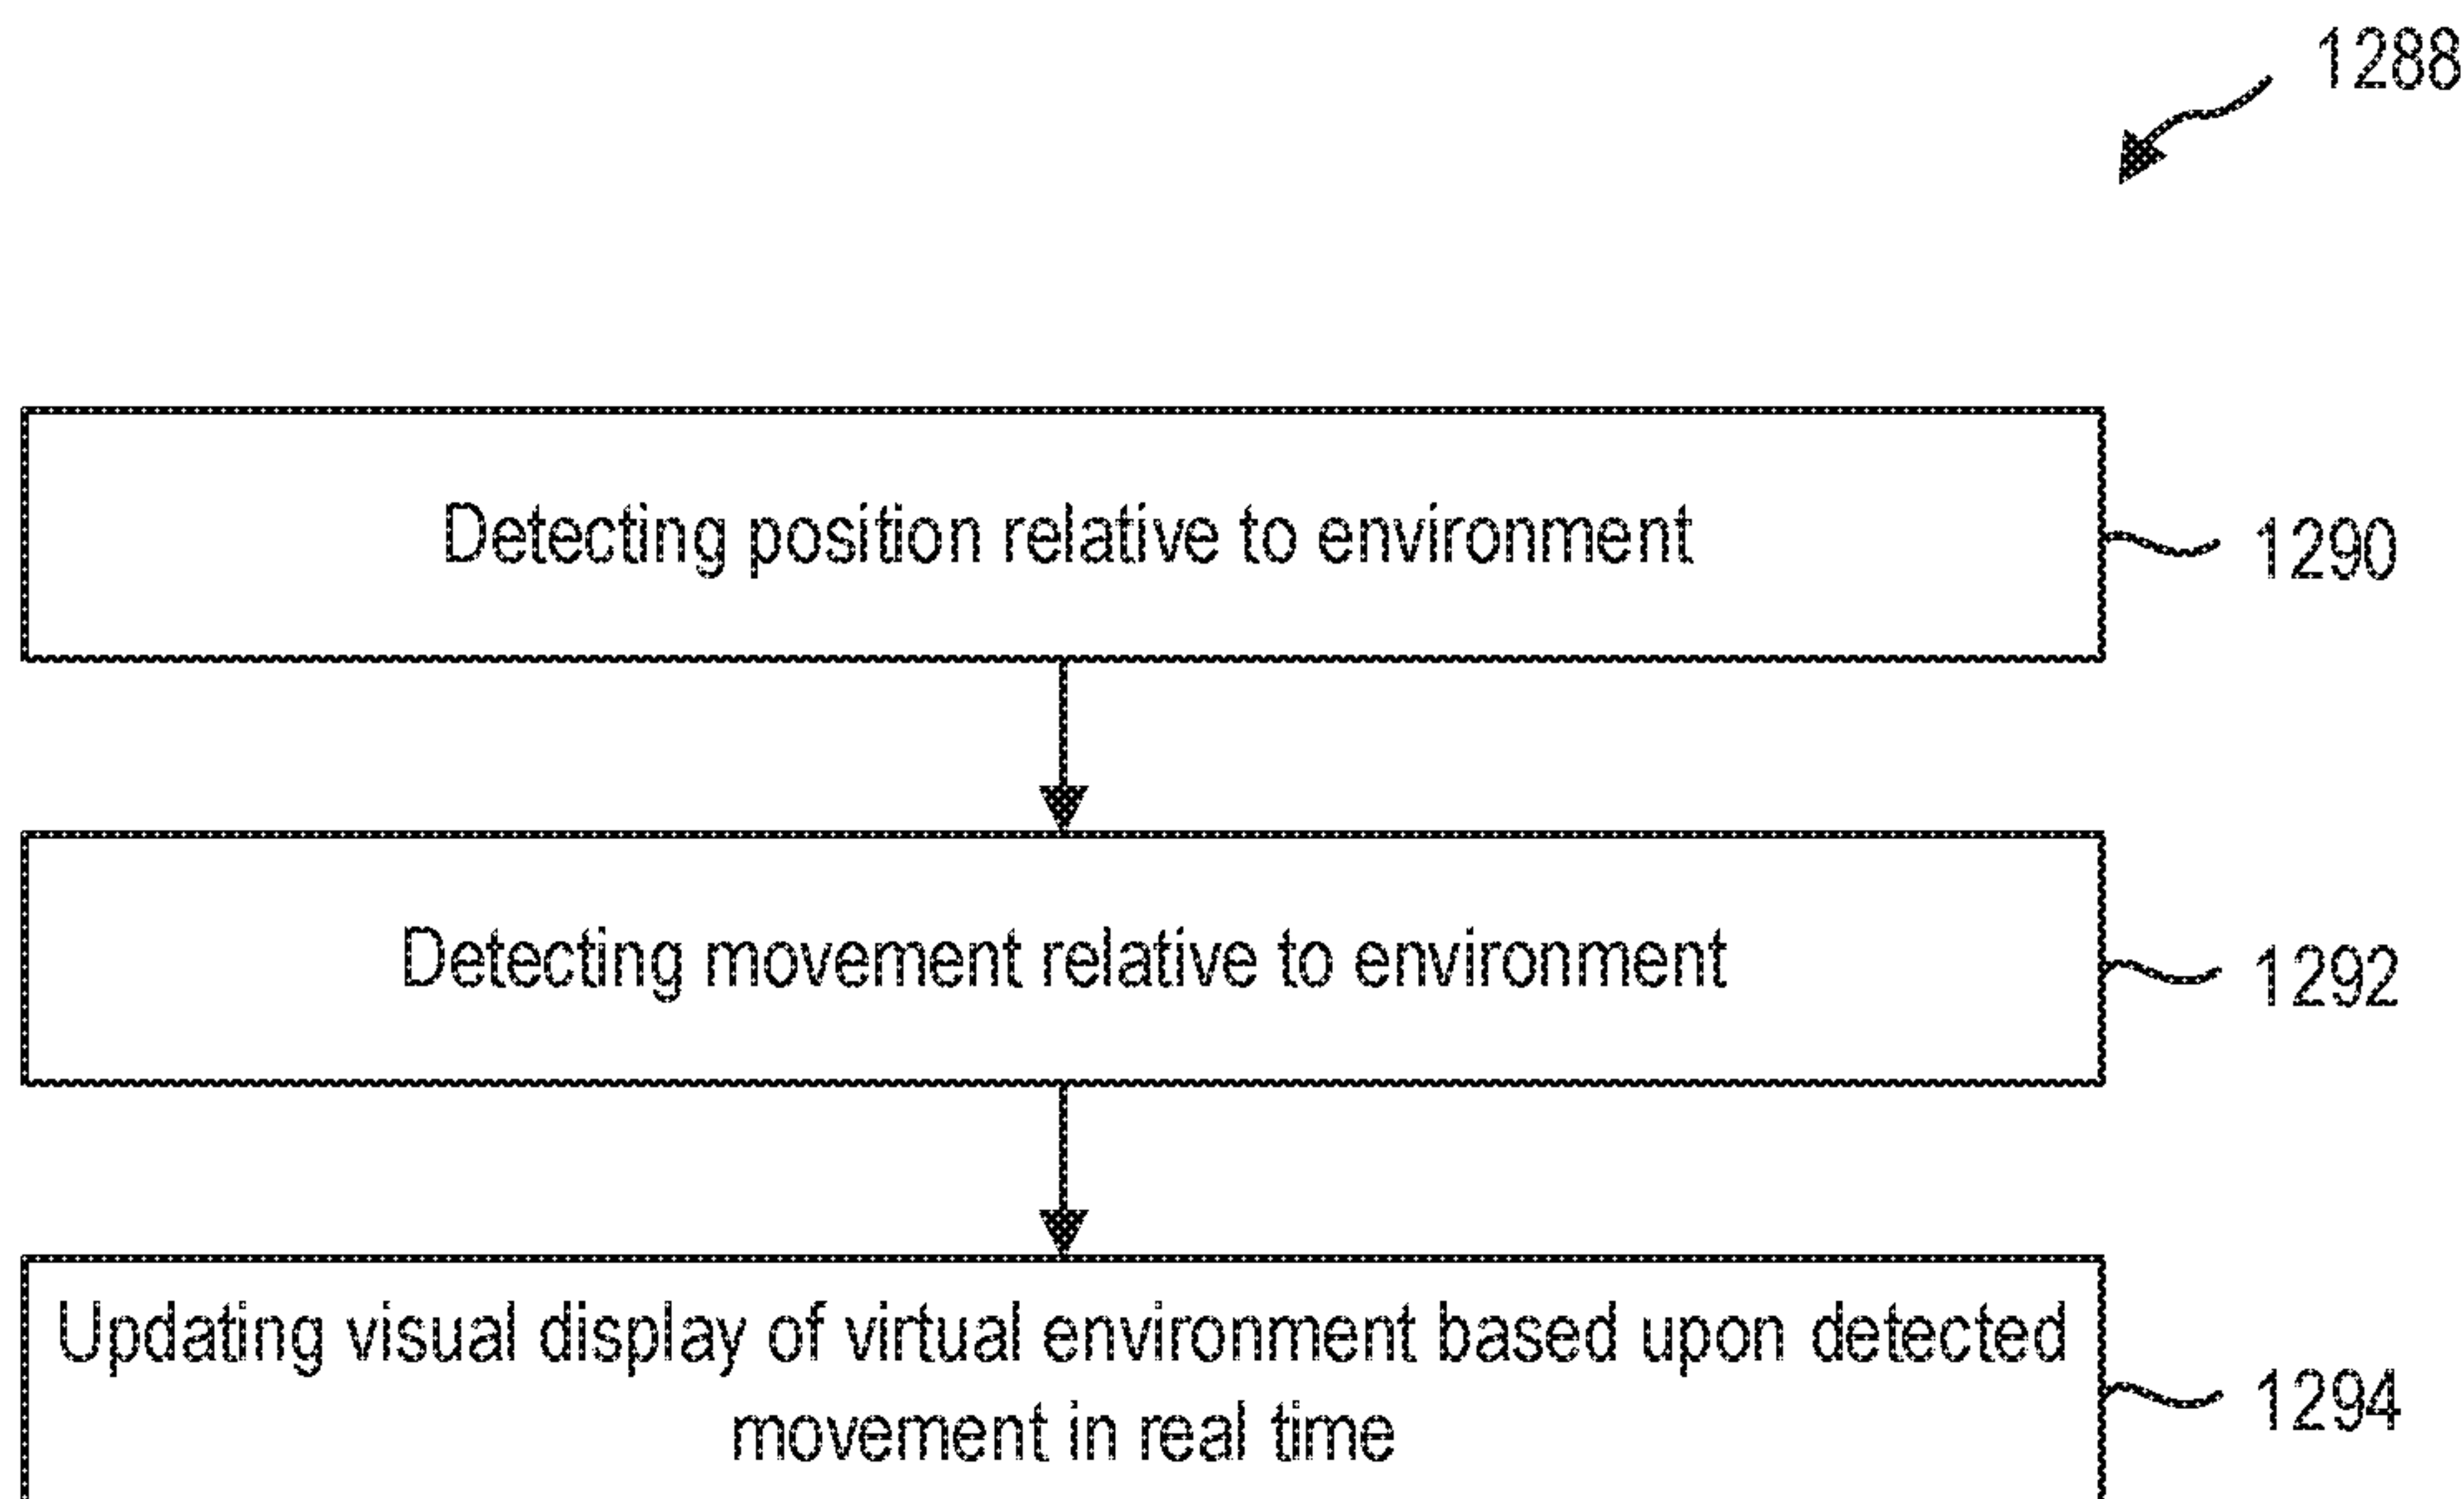 1288
Detecting position relative to environment
1290
Detecting movement relative to environment
1292
Updating visual display of virtual environment based upon detected
movement in real time
1294